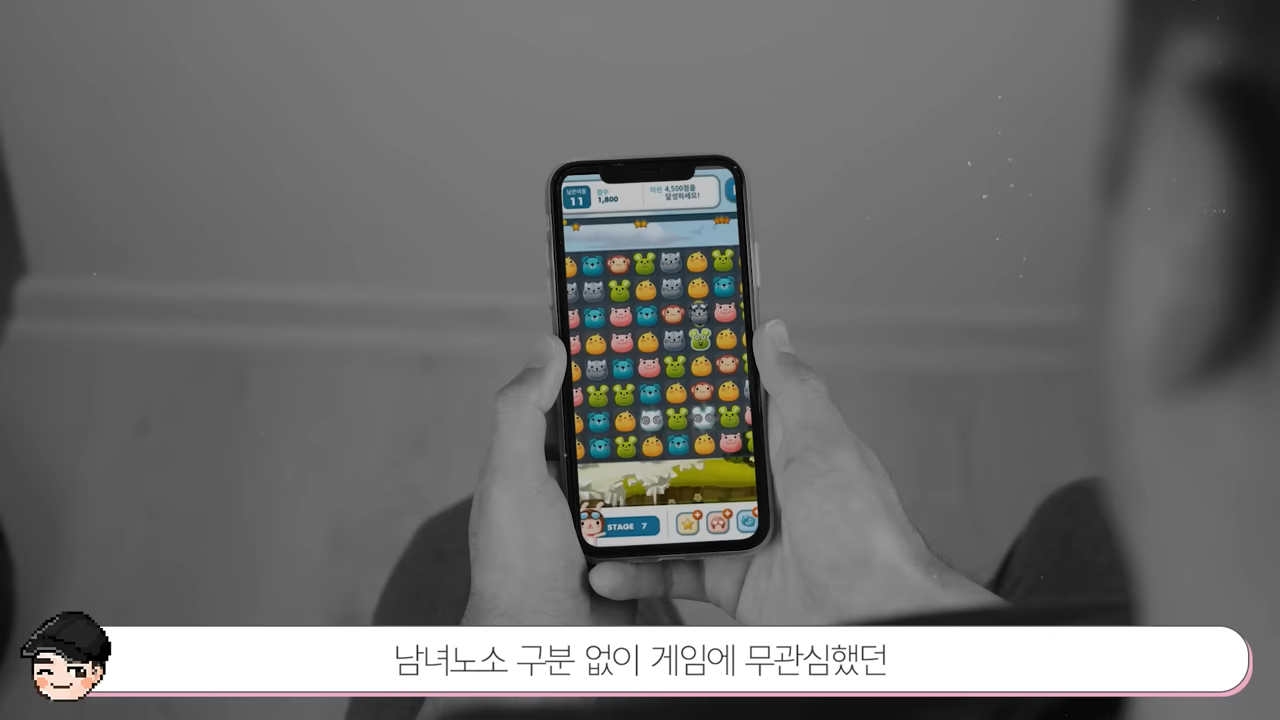 남은이동
점수
미션 4,500점을
11
1,800
달성하세요!
STAGE 7
남녀노소 구분 없이 게임에 무관심했던